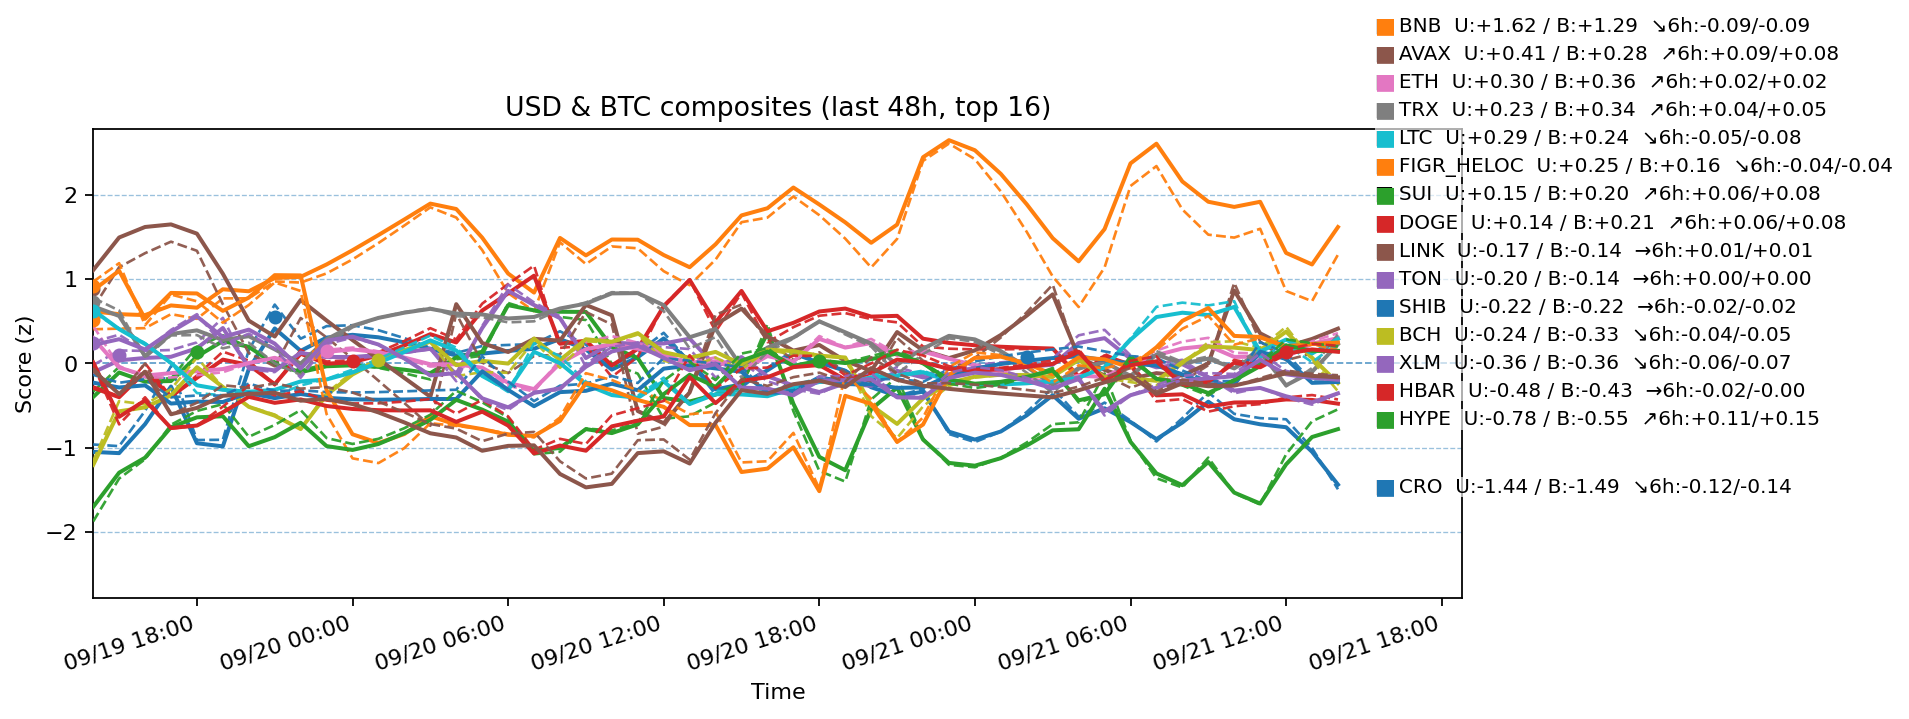 BNB  U:+1.62 / B:+1.29  ↘6h:-0.09/-0.09
AVAX  U:+0.41 / B:+0.28  ↗6h:+0.09/+0.08
ETH  U:+0.30 / B:+0.36  ↗6h:+0.02/+0.02
TRX  U:+0.23 / B:+0.34  ↗6h:+0.04/+0.05
LTC  U:+0.29 / B:+0.24  ↘6h:-0.05/-0.08
FIGR_HELOC  U:+0.25 / B:+0.16  ↘6h:-0.04/-0.04
SUI  U:+0.15 / B:+0.20  ↗6h:+0.06/+0.08
DOGE  U:+0.14 / B:+0.21  ↗6h:+0.06/+0.08
LINK  U:-0.17 / B:-0.14  →6h:+0.01/+0.01
TON  U:-0.20 / B:-0.14  →6h:+0.00/+0.00
SHIB  U:-0.22 / B:-0.22  →6h:-0.02/-0.02
BCH  U:-0.24 / B:-0.33  ↘6h:-0.04/-0.05
XLM  U:-0.36 / B:-0.36  ↘6h:-0.06/-0.07
HBAR  U:-0.48 / B:-0.43  →6h:-0.02/-0.00
HYPE  U:-0.78 / B:-0.55  ↗6h:+0.11/+0.15
CRO  U:-1.44 / B:-1.49  ↘6h:-0.12/-0.14
USD & BTC composites (last 48h, top 16)
Score (z)
2
1
0
−1
−2
09/19 18:00
09/20 00:00
09/20 06:00
09/20 12:00
09/20 18:00
09/21 00:00
09/21 06:00
09/21 12:00
09/21 18:00
Time